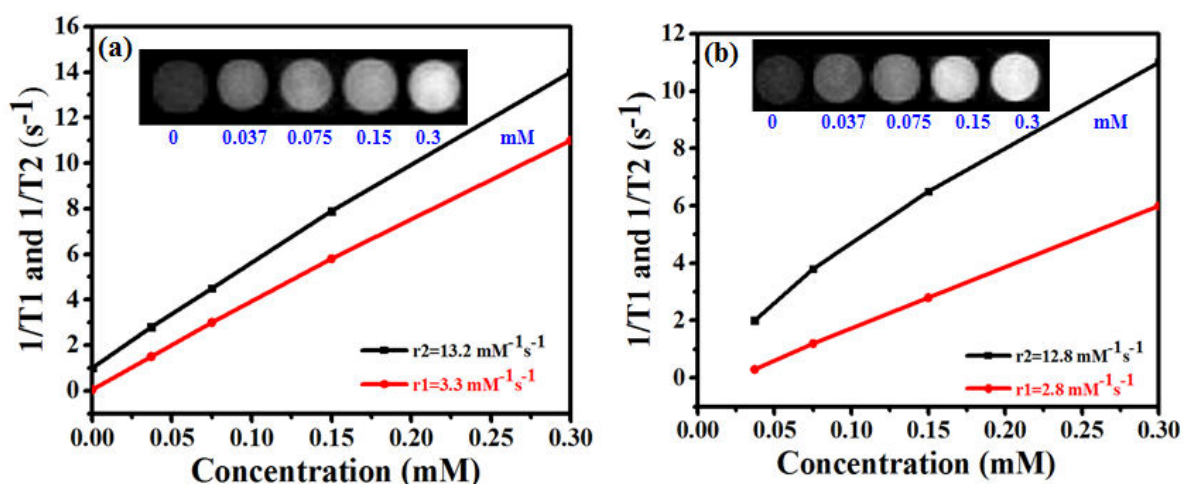 (a)
1/T1 and 1/T2 (s⁻¹)
16
14
12
10
8
6
4
2
0
0 0.037 0.075 0.15 0.3 mM
r2=13.2 mM⁻¹s⁻¹
r1=3.3 mM⁻¹s⁻¹
0.00 0.05 0.10 0.15 0.20 0.25 0.30
Concentration (mM)
(b)
1/T1 and 1/T2 (s⁻¹)
12
10
8
6
4
2
0
0 0.037 0.075 0.15 0.3 mM
r2=12.8 mM⁻¹s⁻¹
r1=2.8 mM⁻¹s⁻¹
0.00 0.05 0.10 0.15 0.20 0.25 0.30
Concentration (mM)